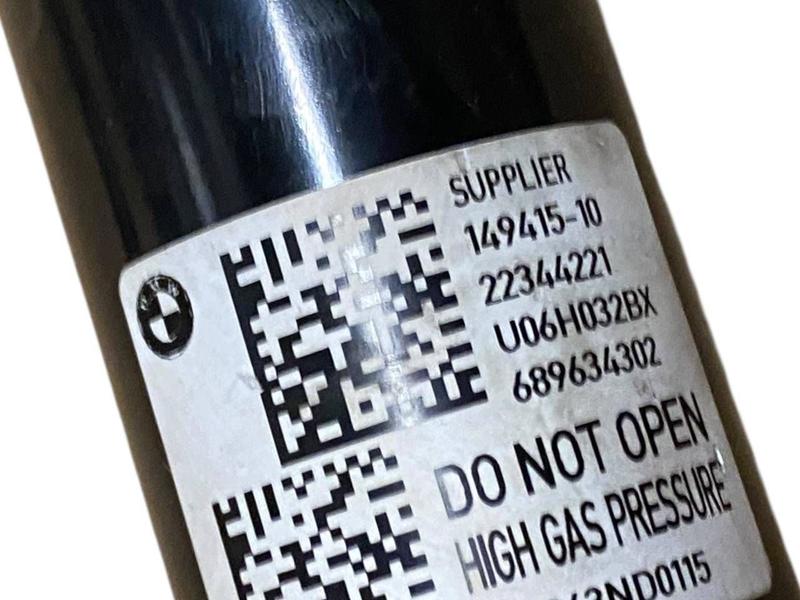 SUPPLIER
149415-10
22344221
U06H032BX
689634302
DO NOT OPEN
HIGH GAS PRESSURE